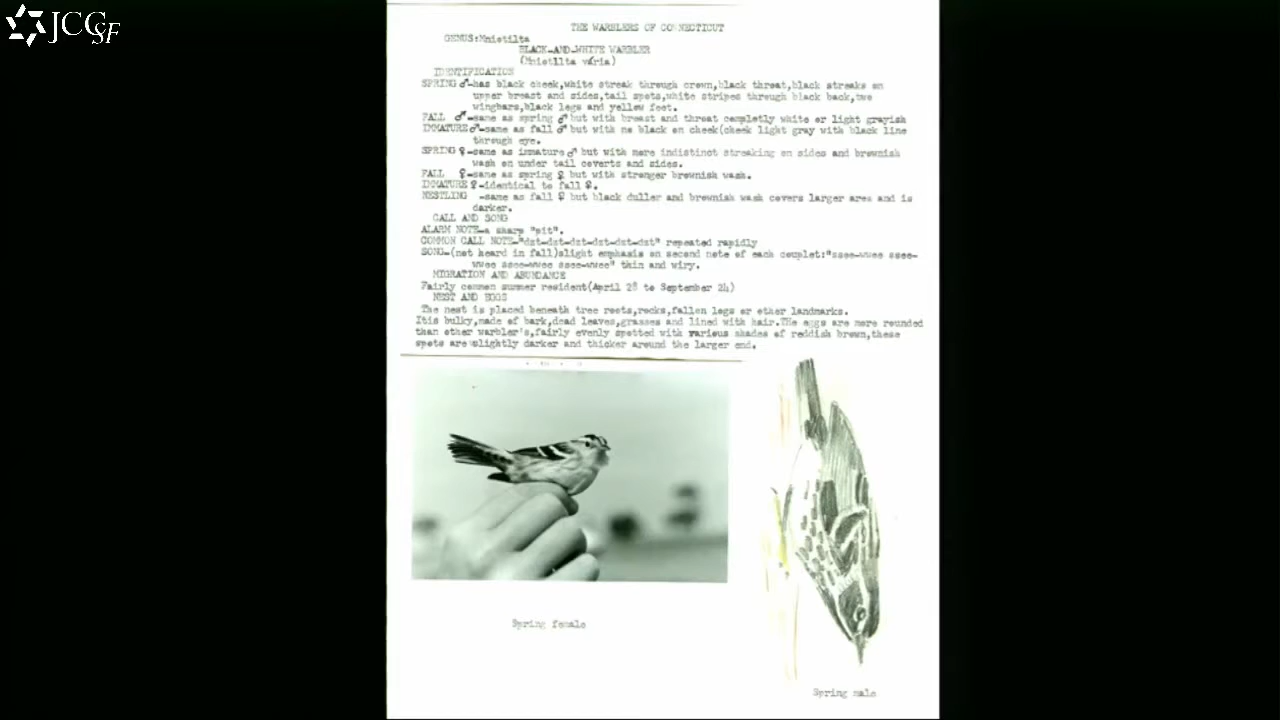 JCCSF
THE WARBLERS OF CONNECTICUT
GENUS:Mniotilta
BLACK-AND-WHITE WARBLER
(Mniotilta varia)
IDENTIFICATION
SPRING ♂-has black cheek,white streak through crown,black throat,black streaks on
upper breast and sides,tail spots,white stripes through black back,two
wingbars,black legs and yellow feet.
FALL ♂-same as spring ♂ but with breast and throat completly white or light grayish
IMMATURE♂-same as fall ♂ but with no black on cheek(cheek light gray with black line
through eye.
SPRING ♀-same as immature ♂ but with more indistinct streaking on sides and brownish
wash on under tail coverts and sides.
FALL ♀-same as spring ♀ but with stronger brownish wash.
IMMATURE ♀-identical to fall ♀.
NESTLING -same as fall ♀ but black duller and brownish wash covers larger area and is
darker.
CALL AND SONG
ALARM NOTE-a sharp "pit".
COMMON CALL NOTE-"dst-dst-dst-dst-dst-dst" repeated rapidly
SONG-(not heard in fall)slight emphasis on second note of each couplet:"ssee-wwee ssee-
wwee ssee-wwee ssee-wwee" thin and wiry.
MIGRATION AND ABUNDANCE
Fairly common summer resident(April 28 to September 24)
NEST AND EGGS
The nest is placed beneath tree roots,rocks,fallen logs or other landmarks.
Itis bulky,made of bark,dead leaves,grasses and lined with hair.The eggs are more rounded
than other warbler's,fairly evenly spotted with various shades of reddish brown,these
spots are slightly darker and thicker around the larger end.
Spring female
Spring male